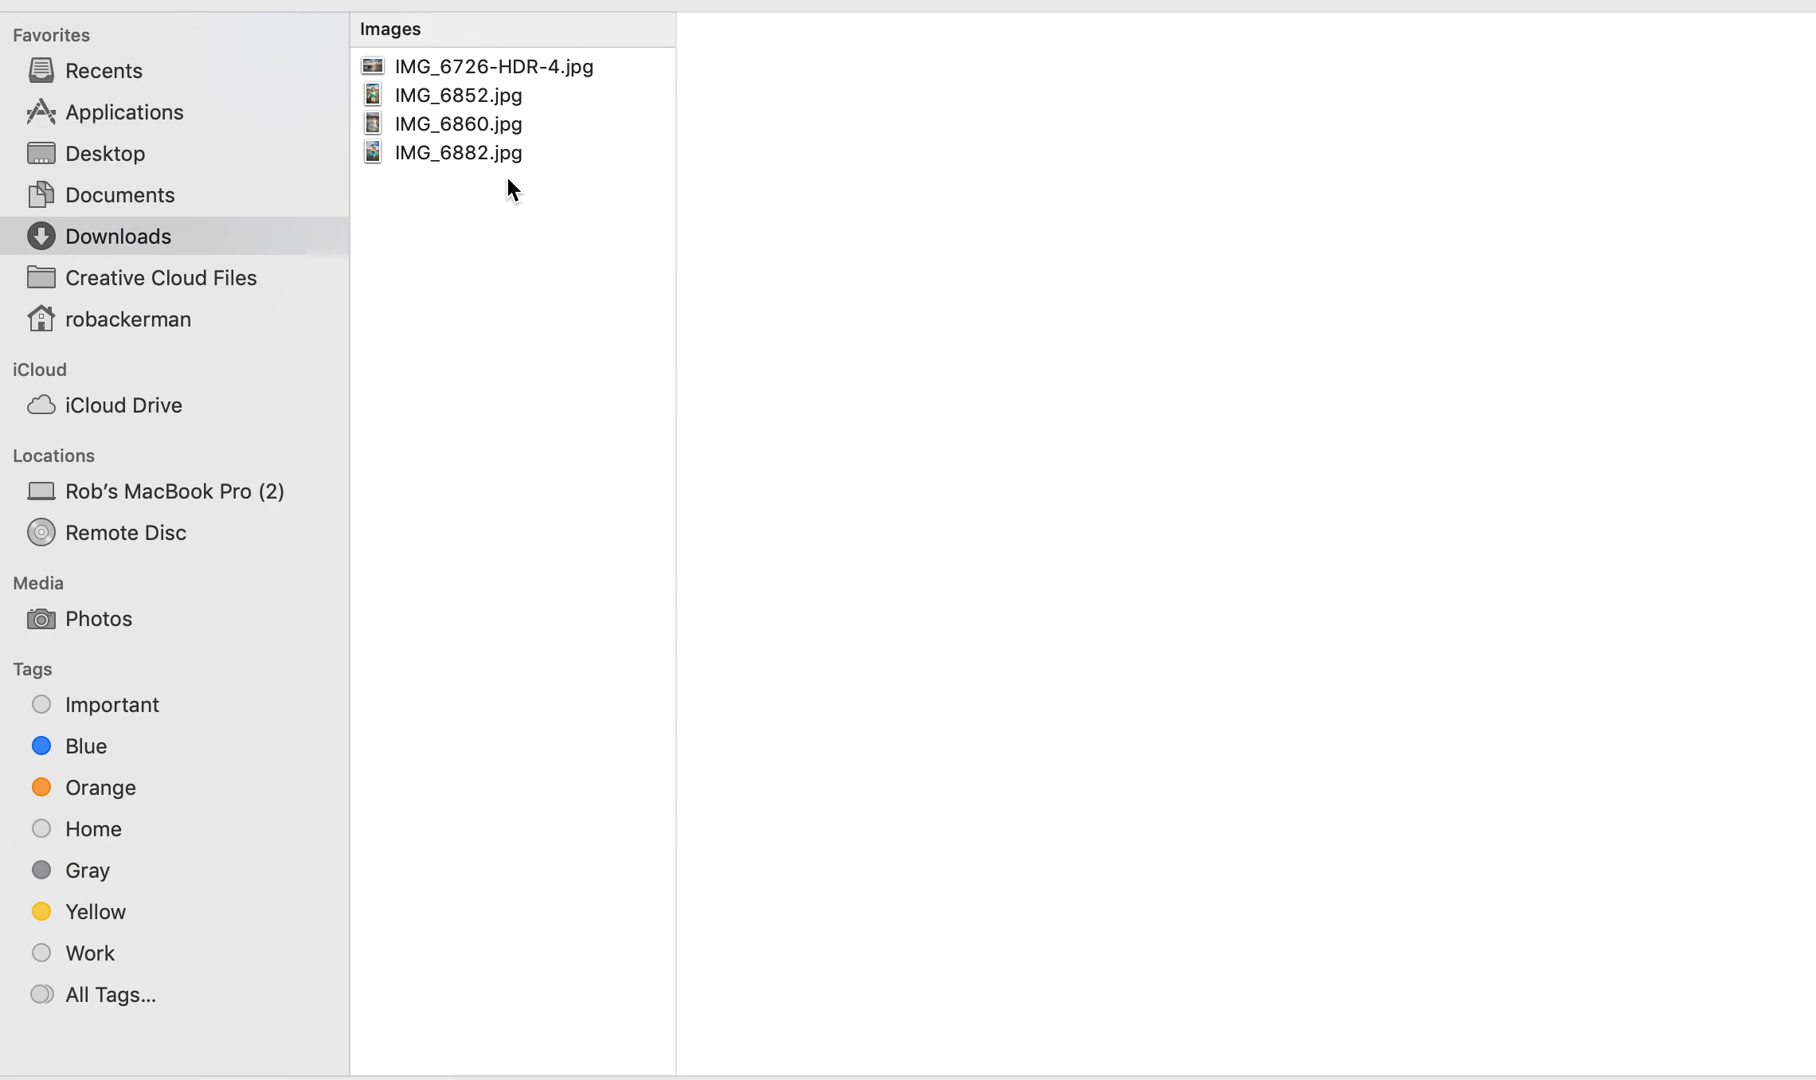 Favorites
Recents
Applications
Desktop
Documents
Downloads
Creative Cloud Files
robackerman
iCloud
iCloud Drive
Locations
Rob’s MacBook Pro (2)
Remote Disc
Media
Photos
Tags
Important
Blue
Orange
Home
Gray
Yellow
Work
All Tags...
Images
IMG_6726-HDR-4.jpg
IMG_6852.jpg
IMG_6860.jpg
IMG_6882.jpg